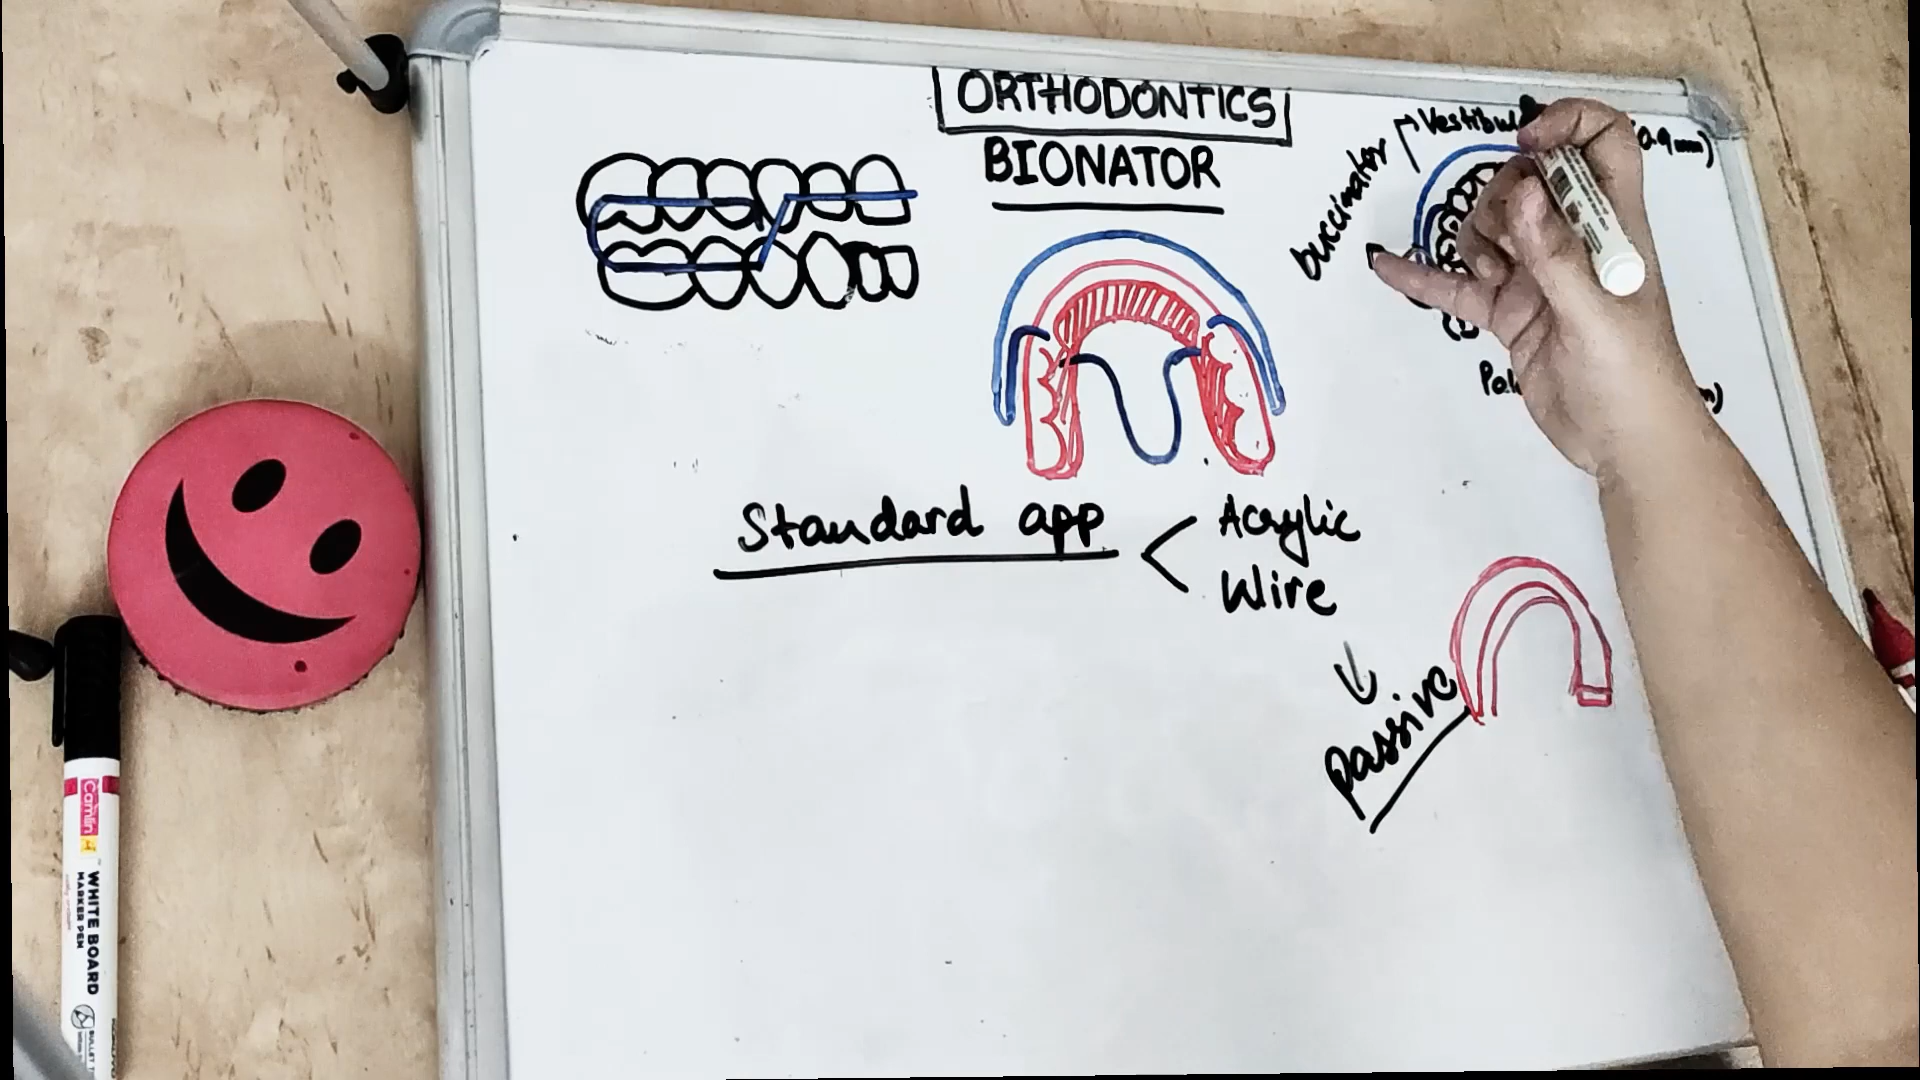 ORTHODONTICS
BIONATOR
buccinator
Standard app
Acrylic
Wire
passive
Camlin
WHITE BOARD
MARKER PEN